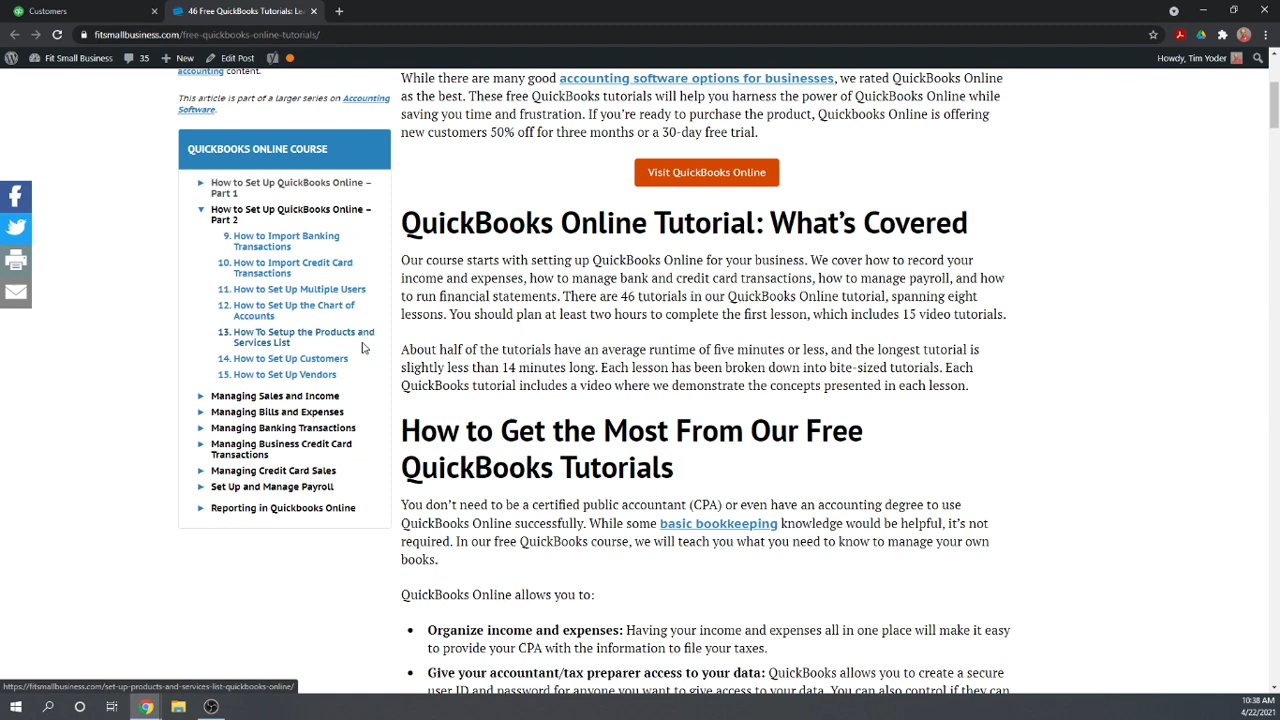 Customers
46 Free QuickBooks Tutorials: Le
fitsmallbusiness.com/free-quickbooks-online-tutorials/
Fit Small Business
35
New
Edit Post
Howdy, Tim Yoder
accounting content.
This article is part of a larger series on Accounting
Software.
QUICKBOOKS ONLINE COURSE
How to Set Up QuickBooks Online –
Part 1
How to Set Up QuickBooks Online –
Part 2
9. How to Import Banking
Transactions
10. How to Import Credit Card
Transactions
11. How to Set Up Multiple Users
12. How to Set Up the Chart of
Accounts
13. How To Setup the Products and
Services List
14. How to Set Up Customers
15. How to Set Up Vendors
Managing Sales and Income
Managing Bills and Expenses
Managing Banking Transactions
Managing Business Credit Card
Transactions
Managing Credit Card Sales
Set Up and Manage Payroll
Reporting in Quickbooks Online
While there are many good accounting software options for businesses, we rated QuickBooks Online
as the best. These free QuickBooks tutorials will help you harness the power of QuickBooks Online while
saving you time and frustration. If you’re ready to purchase the product, Quickbooks Online is offering
new customers 50% off for three months or a 30-day free trial.
Visit QuickBooks Online
QuickBooks Online Tutorial: What’s Covered
Our course starts with setting up QuickBooks Online for your business. We cover how to record your
income and expenses, how to manage bank and credit card transactions, how to manage payroll, and how
to run financial statements. There are 46 tutorials in our QuickBooks Online tutorial, spanning eight
lessons. You should plan at least two hours to complete the first lesson, which includes 15 video tutorials.
About half of the tutorials have an average runtime of five minutes or less, and the longest tutorial is
slightly less than 14 minutes long. Each lesson has been broken down into bite-sized tutorials. Each
QuickBooks tutorial includes a video where we demonstrate the concepts presented in each lesson.
How to Get the Most From Our Free
QuickBooks Tutorials
You don’t need to be a certified public accountant (CPA) or even have an accounting degree to use
QuickBooks Online successfully. While some basic bookkeeping knowledge would be helpful, it’s not
required. In our free QuickBooks course, we will teach you what you need to know to manage your own
books.
QuickBooks Online allows you to:
Organize income and expenses: Having your income and expenses all in one place will make it easy
to provide your CPA with the information to file your taxes.
Give your accountant/tax preparer access to your data: QuickBooks allows you to create a secure
user ID and password for anyone you want to give access to your data. You can also control if they can
https://fitsmallbusiness.com/set-up-products-and-services-list-quickbooks-online/
10:38 AM
4/22/2021